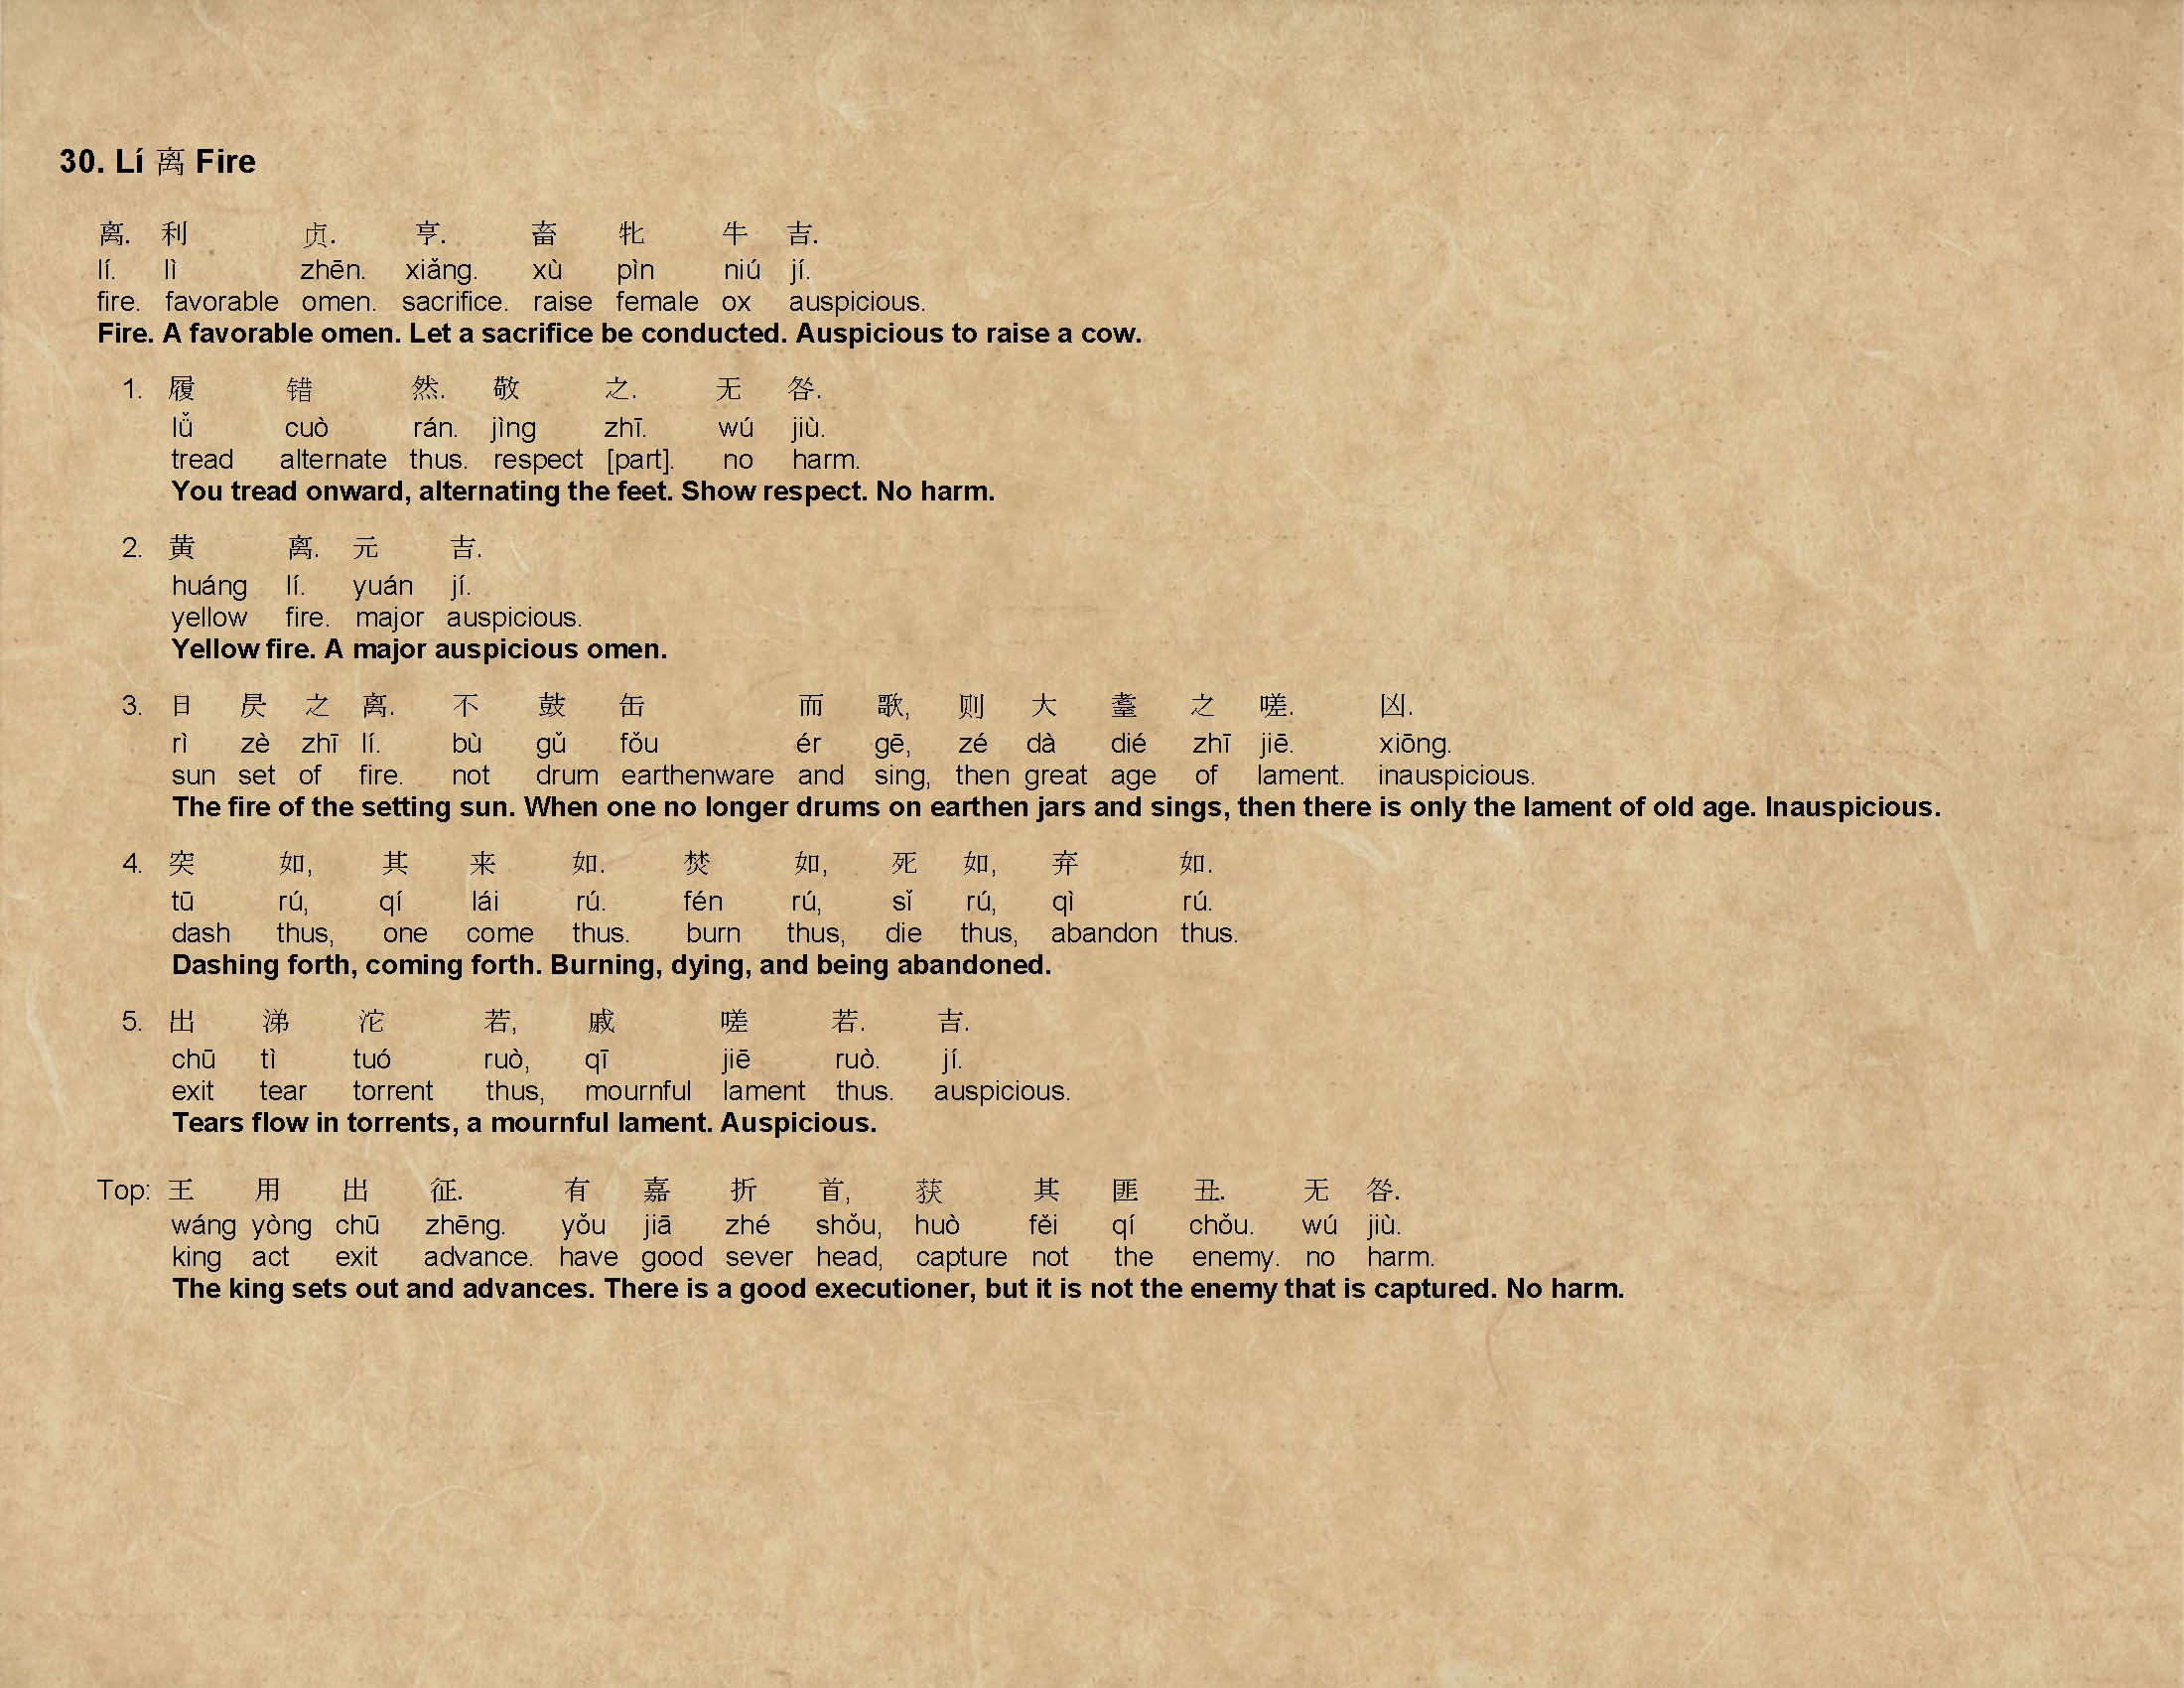 30. Lí 离 Fire
离. 利 贞. 亨. 畜 牝 牛 吉.
lí. lì zhēn. xiǎng. xù pìn niú jí.
fire. favorable omen. sacrifice. raise female ox auspicious.
Fire. A favorable omen. Let a sacrifice be conducted. Auspicious to raise a cow.
1. 履 错 然. 敬 之. 无 咎.
lǚ cuò rán. jìng zhī. wú jiù.
tread alternate thus. respect [part]. no harm.
You tread onward, alternating the feet. Show respect. No harm.
2. 黄 离. 元 吉.
huáng lí. yuán jí.
yellow fire. major auspicious.
Yellow fire. A major auspicious omen.
3. 日 昃 之 离. 不 鼓 缶 而 歌, 则 大 耋 之 嗟. 凶.
rì zè zhī lí. bù gǔ fǒu ér gē, zé dà dié zhī jiē. xiōng.
sun set of fire. not drum earthenware and sing, then great age of lament. inauspicious.
The fire of the setting sun. When one no longer drums on earthen jars and sings, then there is only the lament of old age. Inauspicious.
4. 突 如, 其 来 如. 焚 如, 死 如, 弃 如.
tū rú, qí lái rú. fén rú, sǐ rú, qì rú.
dash thus, one come thus. burn thus, die thus, abandon thus.
Dashing forth, coming forth. Burning, dying, and being abandoned.
5. 出 涕 沱 若, 戚 嗟 若. 吉.
chū tì tuó ruò, qī jiē ruò. jí.
exit tear torrent thus, mournful lament thus. auspicious.
Tears flow in torrents, a mournful lament. Auspicious.
Top: 王 用 出 征. 有 嘉 折 首, 获 其 匪 丑. 无 咎.
wáng yòng chū zhēng. yǒu jiā zhé shǒu, huò fěi qí chǒu. wú jiù.
king act exit advance. have good sever head, capture not the enemy. no harm.
The king sets out and advances. There is a good executioner, but it is not the enemy that is captured. No harm.